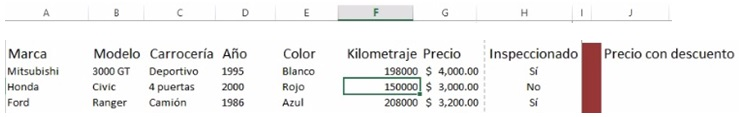 A B C D E F G H I J
Marca Modelo Carrocería Año Color Kilometraje Precio Inspeccionado Precio con descuento
Mitsubishi 3000 GT Deportivo 1995 Blanco 198000 $ 4,000.00 Sí
Honda Civic 4 puertas 2000 Rojo 150000 $ 3,000.00 No
Ford Ranger Camión 1986 Azul 208000 $ 3,200.00 Sí